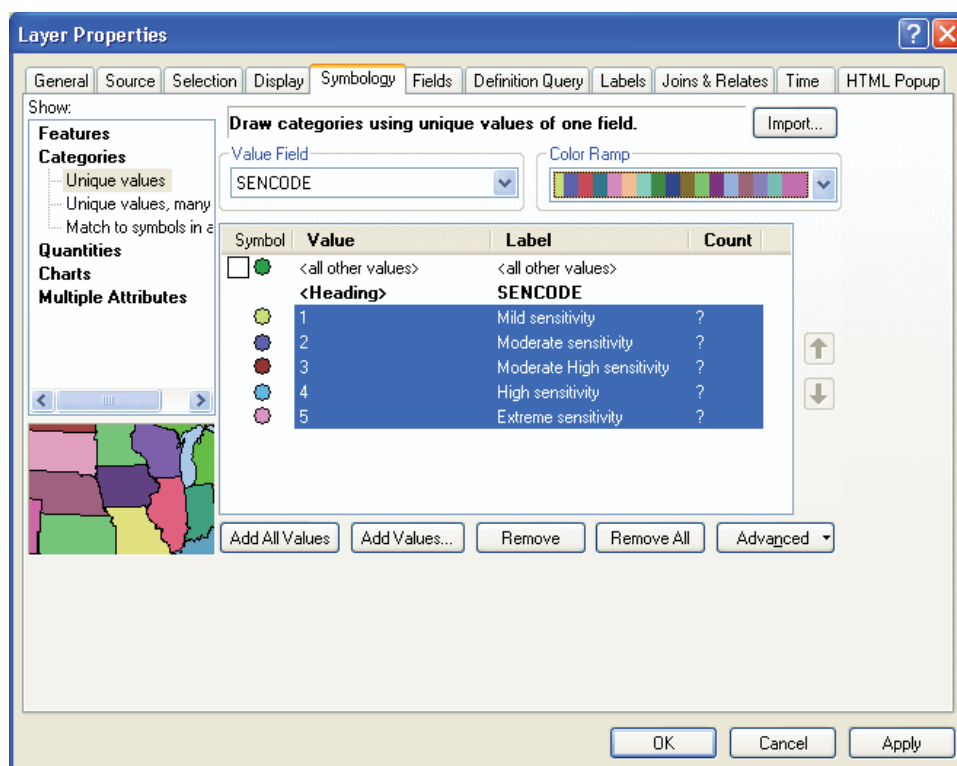 Layer Properties
General Source Selection Display Symbology Fields Definition Query Labels Joins & Relates Time HTML Popup
Show:
Features
Categories
Unique values
Unique values, many
Match to symbols in a
Quantities
Charts
Multiple Attributes
Draw categories using unique values of one field.
Import...
Value Field
SENCODE
Color Ramp
Symbol Value Label Count
<all other values> <all other values>
<Heading> SENCODE
1 Mild sensitivity ?
2 Moderate sensitivity ?
3 Moderate High sensitivity ?
4 High sensitivity ?
5 Extreme sensitivity ?
Add All Values Add Values... Remove Remove All Advanced
OK Cancel Apply